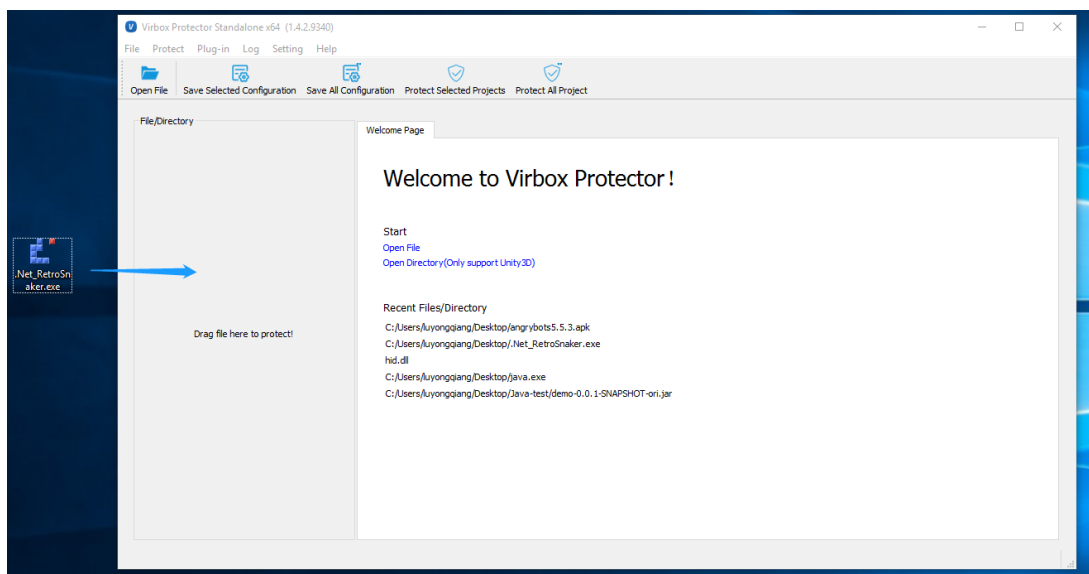 Virbox Protector Standalone x64 (1.4.2.9340)
File Protect Plug-in Log Setting Help
Open File Save Selected Configuration Save All Configuration Protect Selected Projects Protect All Project
File/Directory
Welcome Page
Welcome to Virbox Protector!
Start
Open File
Open Directory(Only support Unity3D)
.Net_RetroSn
aker.exe
Recent Files/Directory
C:/Users/luyongqiang/Desktop/angrybots5.5.3.apk
Drag file here to protect!
C:/Users/luyongqiang/Desktop/.Net_RetroSnaker.exe
hid.dll
C:/Users/luyongqiang/Desktop/java.exe
C:/Users/luyongqiang/Desktop/Java-test/demo-0.0.1-SNAPSHOT-ori.jar